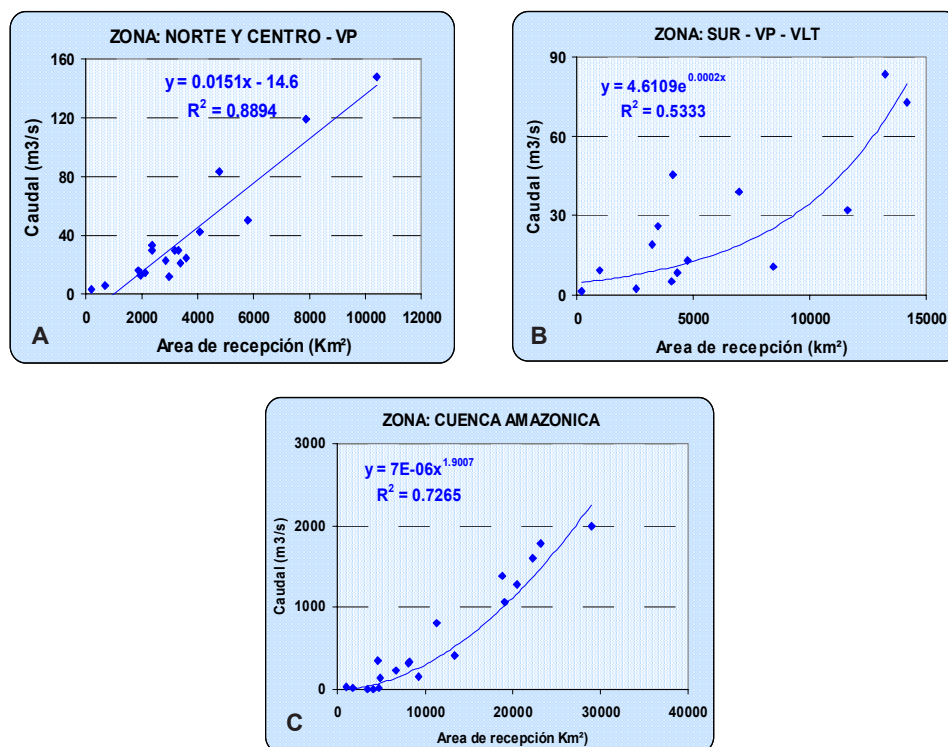 ZONA: NORTE Y CENTRO - VP
y = 0.0151x - 14.6
R² = 0.8894
Caudal (m3/s)
160
120
80
40
0
0 2000 4000 6000 8000 10000 12000
Area de recepción (Km²)
A
ZONA: SUR - VP - VLT
y = 4.6109e^0.0002x
R² = 0.5333
Caudal (m3/s)
90
60
30
0
0 5000 10000 15000
Area de recepción (km²)
B
ZONA: CUENCA AMAZONICA
y = 7E-06x^1.9007
R² = 0.7265
Caudal (m3/s)
3000
2000
1000
0
0 10000 20000 30000 40000
Area de recepción Km²)
C